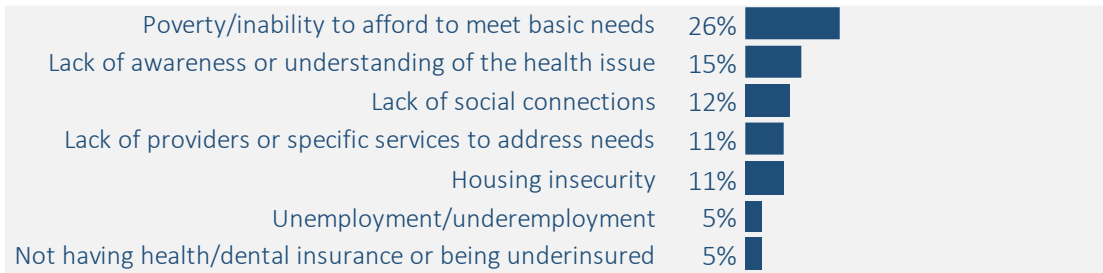 Poverty/inability to afford to meet basic needs 26%
Lack of awareness or understanding of the health issue 15%
Lack of social connections 12%
Lack of providers or specific services to address needs 11%
Housing insecurity 11%
Unemployment/underemployment 5%
Not having health/dental insurance or being underinsured 5%